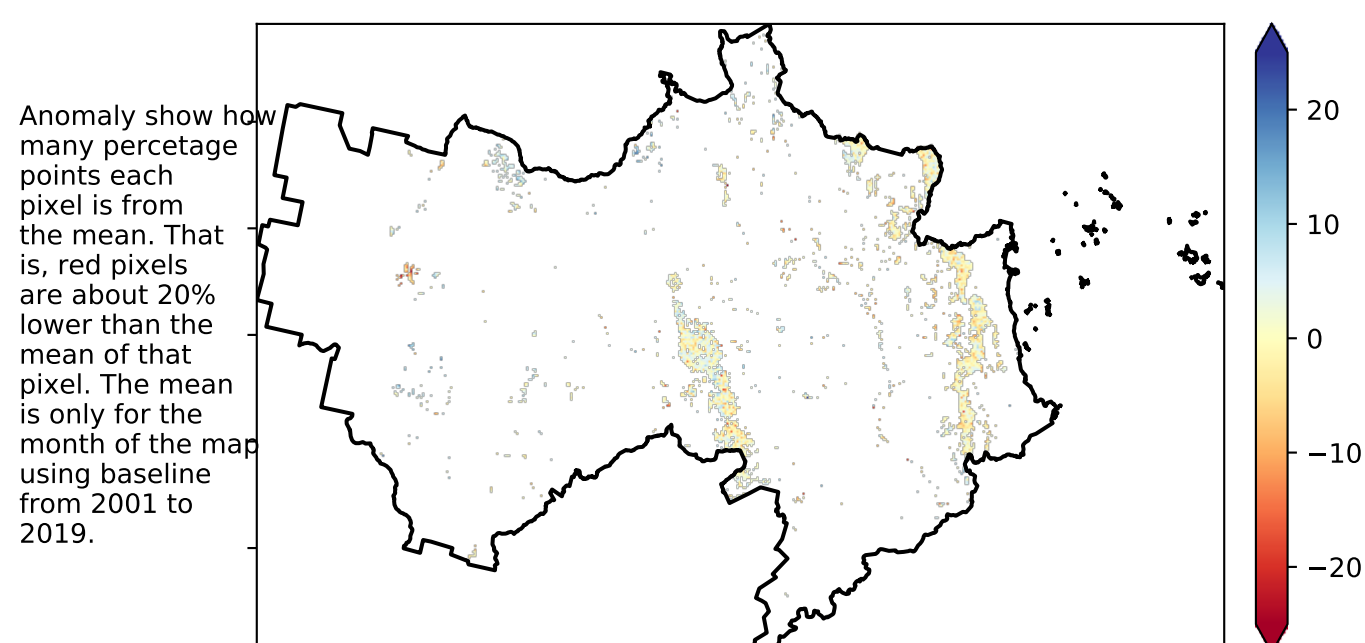 Anomaly show how
many percetage
points each
pixel is from
the mean. That
is, red pixels
are about 20%
lower than the
mean of that
pixel. The mean
is only for the
month of the map
using baseline
from 2001 to
2019.
20
10
0
−10
−20